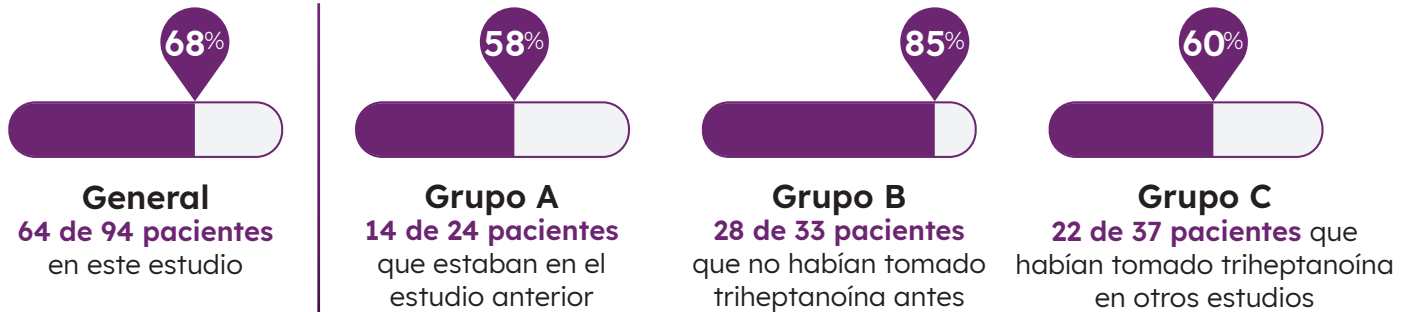 68%
General
64 de 94 pacientes
en este estudio
58%
Grupo A
14 de 24 pacientes
que estaban en el
estudio anterior
85%
Grupo B
28 de 33 pacientes
que no habían tomado
triheptanoína antes
60%
Grupo C
22 de 37 pacientes que
habían tomado triheptanoína
en otros estudios